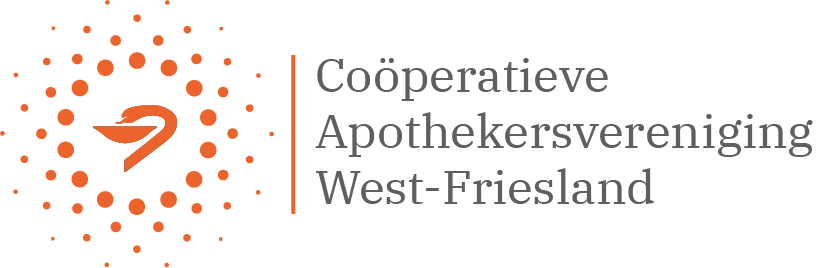 Coöperatieve
Apothekersvereniging
West-Friesland